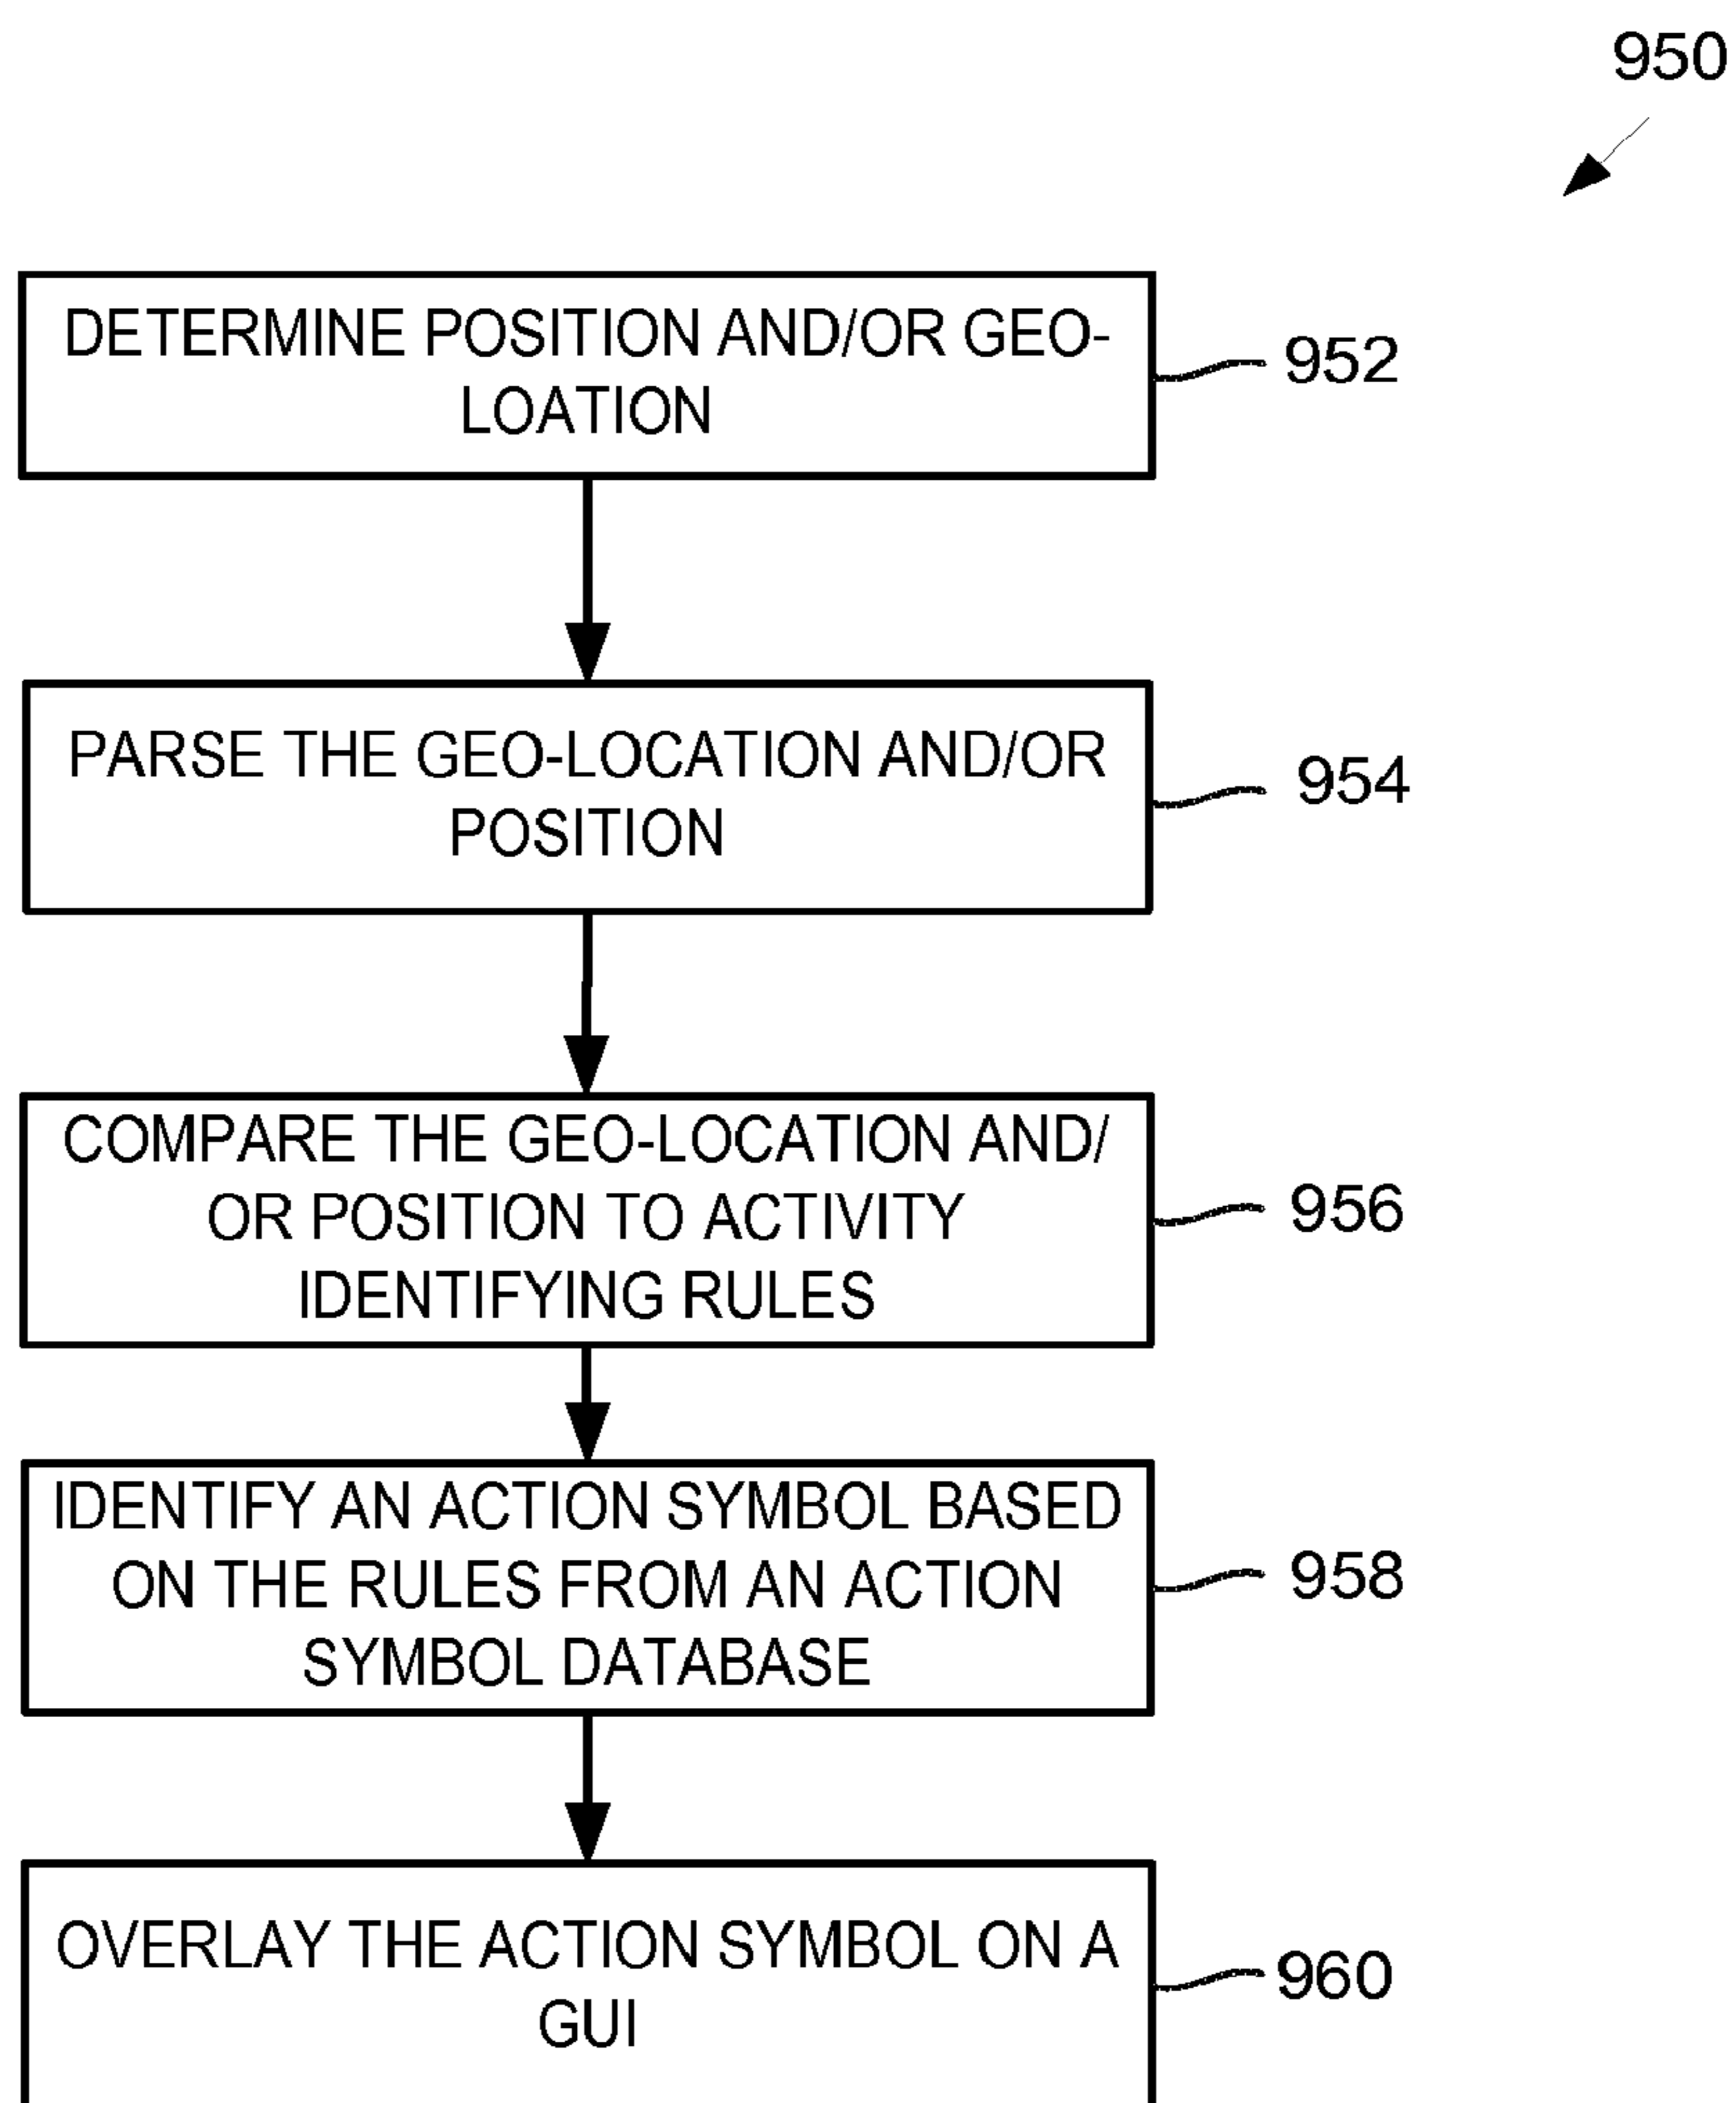 950
DETERMINE POSITION AND/OR GEO-
LOATION
952
PARSE THE GEO-LOCATION AND/OR
POSITION
954
COMPARE THE GEO-LOCATION AND/
OR POSITION TO ACTIVITY
IDENTIFYING RULES
956
IDENTIFY AN ACTION SYMBOL BASED
ON THE RULES FROM AN ACTION
SYMBOL DATABASE
958
OVERLAY THE ACTION SYMBOL ON A
GUI
960